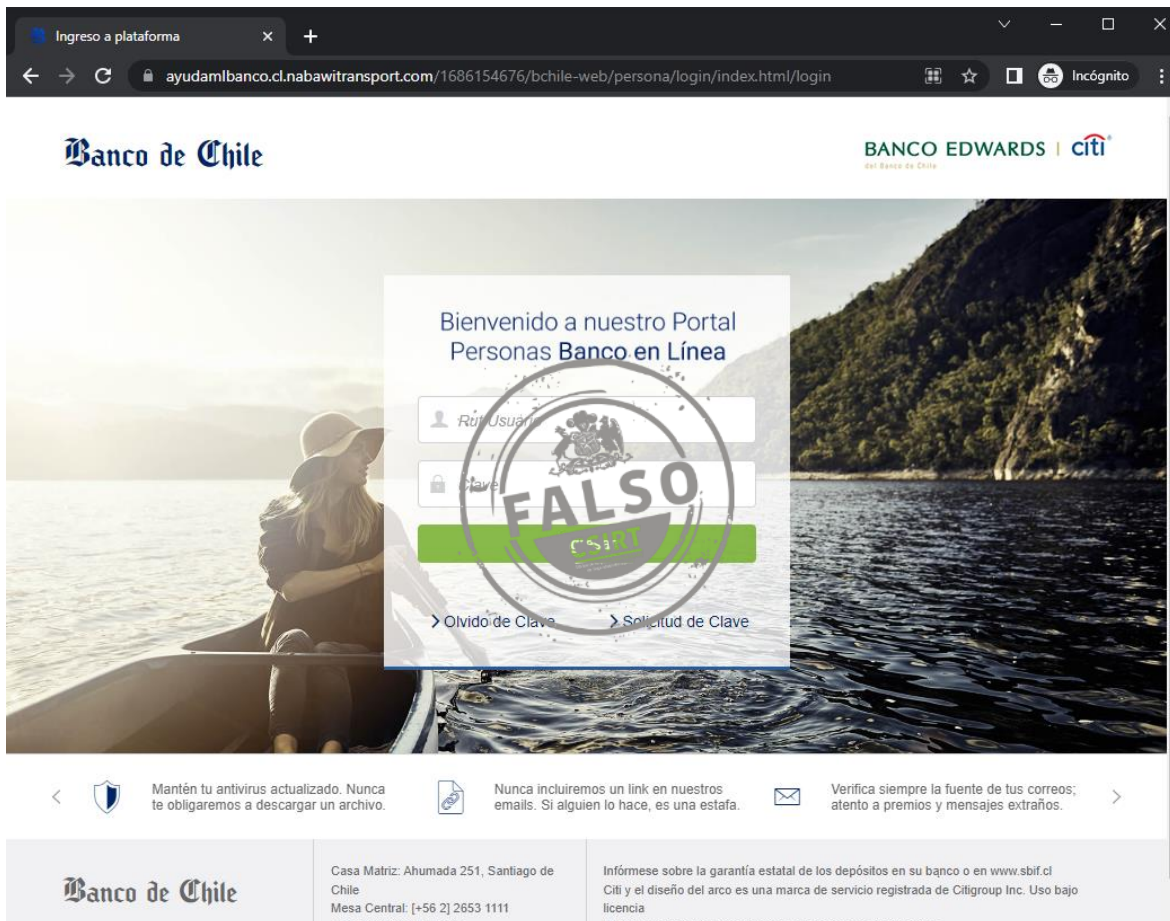 Ingreso a plataforma
ayudamlbanco.cl.nabawitransport.com/1686154676/bchile-web/persona/login/index.html/login
Incógnito
Banco de Chile
BANCO EDWARDS | citi
del Banco de Chile
Bienvenido a nuestro Portal
Personas Banco en Línea
Rut Usuario
Clave
FALSO
CSIRT
> Olvido de Clave
> Solicitud de Clave
Mantén tu antivirus actualizado. Nunca
te obligaremos a descargar un archivo.
Nunca incluiremos un link en nuestros
emails. Si alguien lo hace, es una estafa.
Verifica siempre la fuente de tus correos;
atento a premios y mensajes extraños.
Banco de Chile
Casa Matriz: Ahumada 251, Santiago de
Chile
Mesa Central: [+56 2] 2653 1111
Infórmese sobre la garantía estatal de los depósitos en su banco o en www.sbif.cl
Citi y el diseño del arco es una marca de servicio registrada de Citigroup Inc. Uso bajo
licencia